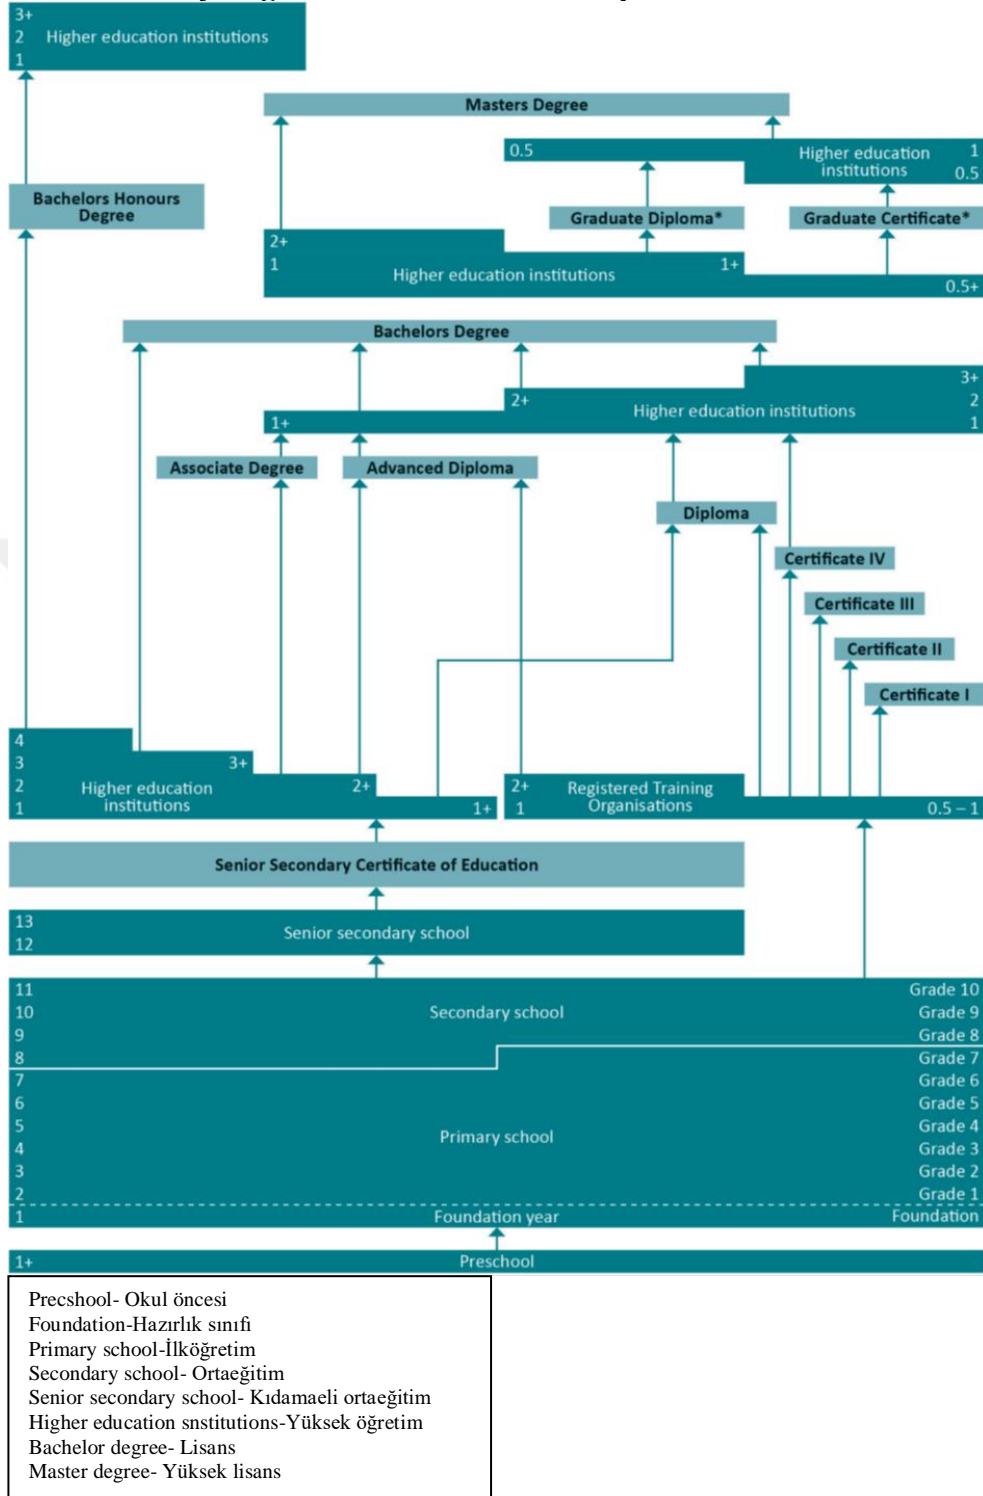 3+
2 Higher education institutions
1
Masters Degree
0.5
Higher education 1
institutions 0.5
Bachelors Honours
Degree
Graduate Diploma*
Graduate Certificate*
2+
1
Higher education institutions
1+
0.5+
Bachelors Degree
3+
2+
2
Higher education institutions
1+
1
Associate Degree
Advanced Diploma
Diploma
Certificate IV
Certificate III
Certificate II
Certificate I
4
3
3+
2
Higher education
institutions
2+
1
1+
2+
Registered Training
Organisations
1
0.5 – 1
Senior Secondary Certificate of Education
13
Senior secondary school
12
11 Grade 10
10 Secondary school Grade 9
9 Grade 8
8 Grade 7
7 Grade 6
6 Grade 5
5 Grade 4
Primary school
4 Grade 3
3 Grade 2
2 Grade 1
1 Foundation year Foundation
1+ Preschool
Precshool- Okul öncesi
Foundation-Hazırlık sınıfı
Primary school-İlköğretim
Secondary school- Ortaeğitim
Senior secondary school- Kıdamaeli ortaeğitim
Higher education snstitutions-Yüksek öğretim
Bachelor degree- Lisans
Master degree- Yüksek lisans